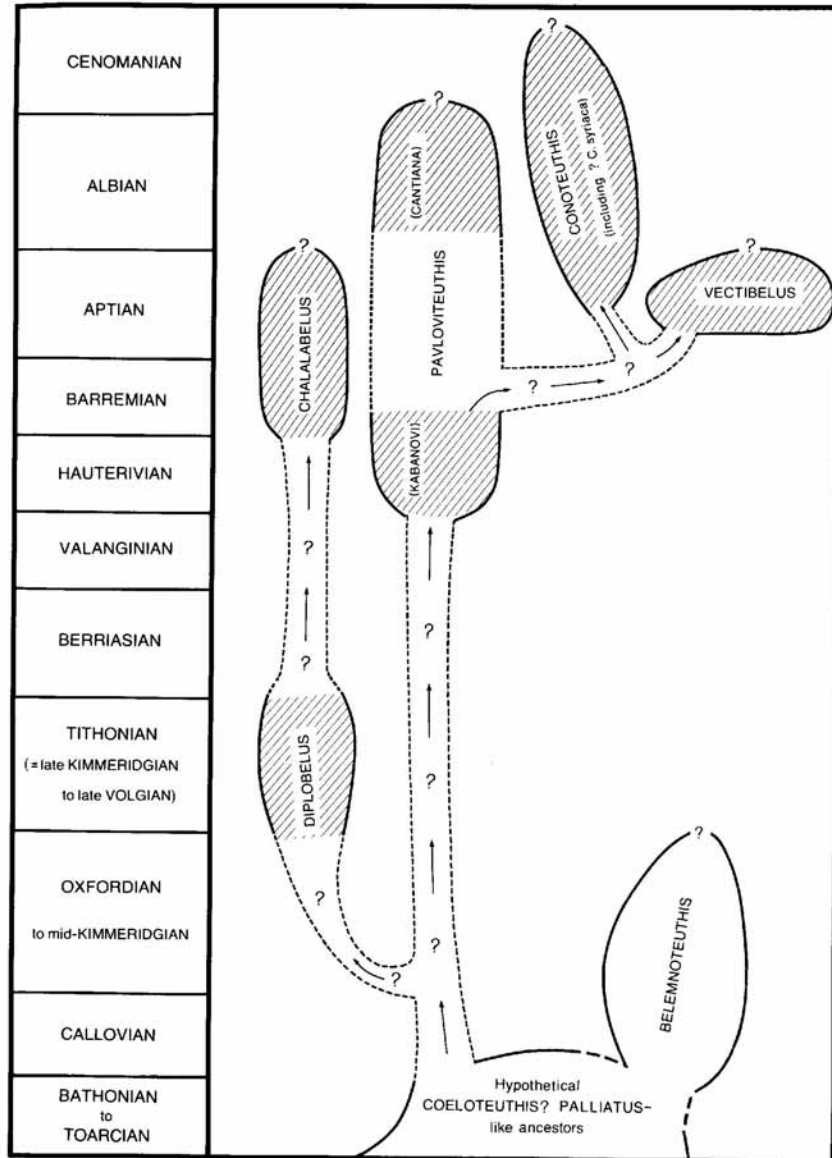 CENOMANIAN
ALBIAN
APTIAN
BARREMIAN
HAUTERIVIAN
VALANGINIAN
BERRIASIAN
TITHONIAN
(= late KIMMERIDGIAN
to late VOLGIAN)
OXFORDIAN
to mid-KIMMERIDGIAN
CALLOVIAN
BATHONIAN
to
TOARCIAN
?
CHALALABELUS
?
?
DIPLOBELUS
?
?
?
(CANTIANA)
PAVLOVITEUTHIS
(KABANOVI)
?
?
?
?
?
?
?
CONOTEUTHIS
(including ? C. syriaca)
?
VECTIBELUS
?
BELEMNOTEUTHIS
Hypothetical
COELOTEUTHIS? PALLIATUS-
like ancestors